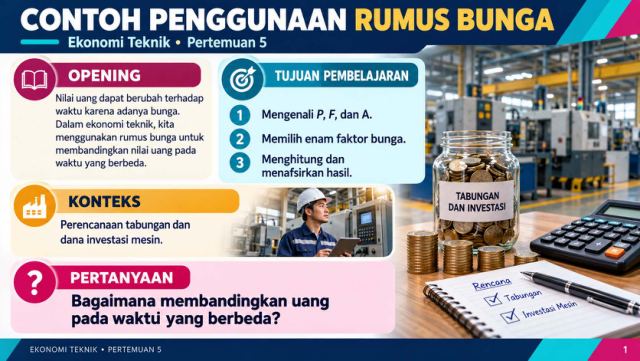 CONTOH PENGGUNAAN RUMUS BUNGA
Ekonomi Teknik • Pertemuan 5
OPENING
Nilai uang dapat berubah terhadap
waktu karena adanya bunga.
Dalam ekonomi teknik, kita
menggunakan rumus bunga untuk
membandingkan nilai uang pada
waktu yang berbeda.
TUJUAN PEMBELAJARAN
1 Mengenali P, F, dan A.
2 Memilih enam faktor bunga.
3 Menghitung dan
menafsirkan hasil.
KONTEKS
Perencanaan tabungan dan
dana investasi mesin.
? PERTANYAAN
Bagaimana membandingkan uang
pada waktu yang berbeda?
TABUNGAN
DAN INVESTASI
Rencana
Tabungan
Investasi Mesin
EKONOMI TEKNIK • PERTEMUAN 5
1